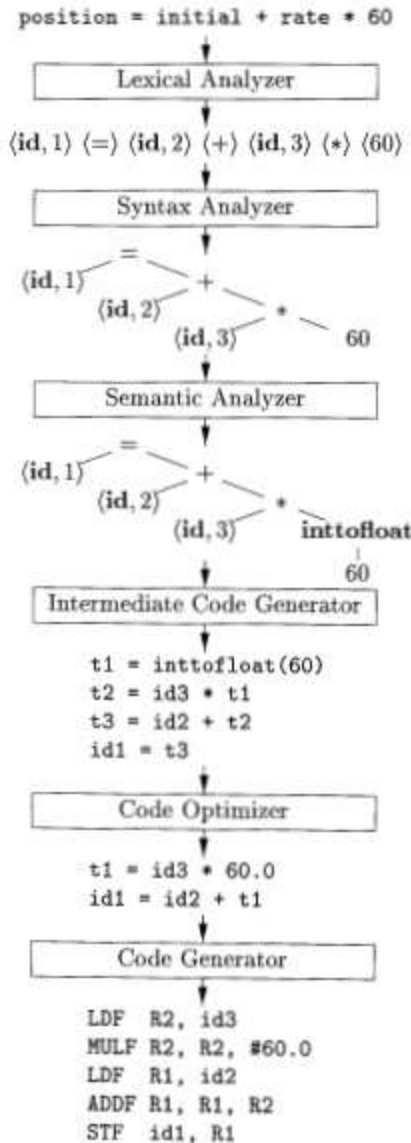 position = initial + rate * 60
Lexical Analyzer
⟨id, 1⟩ ⟨=⟩ ⟨id, 2⟩ ⟨+⟩ ⟨id, 3⟩ ⟨*⟩ ⟨60⟩
Syntax Analyzer
=
⟨id, 1⟩
+
⟨id, 2⟩
*
⟨id, 3⟩
60
Semantic Analyzer
=
⟨id, 1⟩
+
⟨id, 2⟩
*
⟨id, 3⟩
inttofloat
60
Intermediate Code Generator
t1 = inttofloat(60)
t2 = id3 * t1
t3 = id2 + t2
id1 = t3
Code Optimizer
t1 = id3 * 60.0
id1 = id2 + t1
Code Generator
LDF R2, id3
MULF R2, R2, #60.0
LDF R1, id2
ADDF R1, R1, R2
STF id1, R1